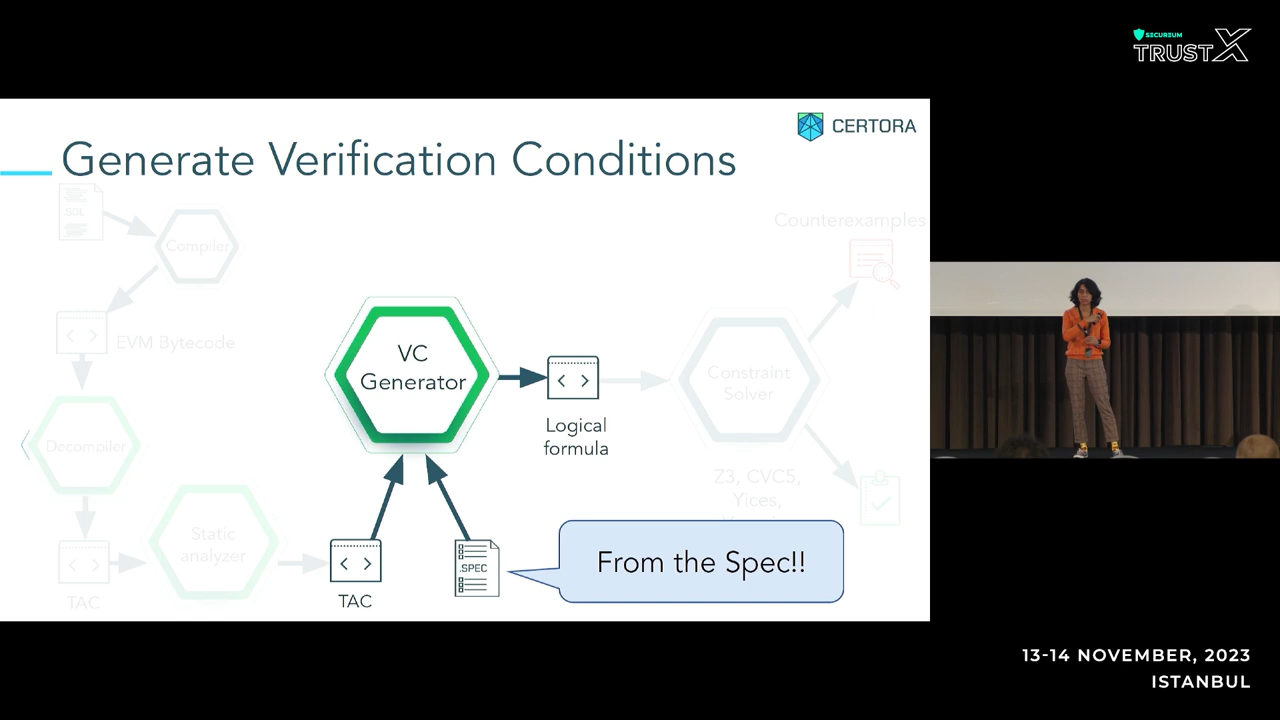 SECUREUM
TRUSTX
CERTORA
Generate Verification Conditions
.SOL
Compiler
Counterexamples
EVM Bytecode
VC
Generator
Constraint
Solver
Logical
formula
Decompiler
Z3, CVC5,
Yices,
Static
analyzer
From the Spec!!
.SPEC
TAC
TAC
13-14 NOVEMBER, 2023
ISTANBUL